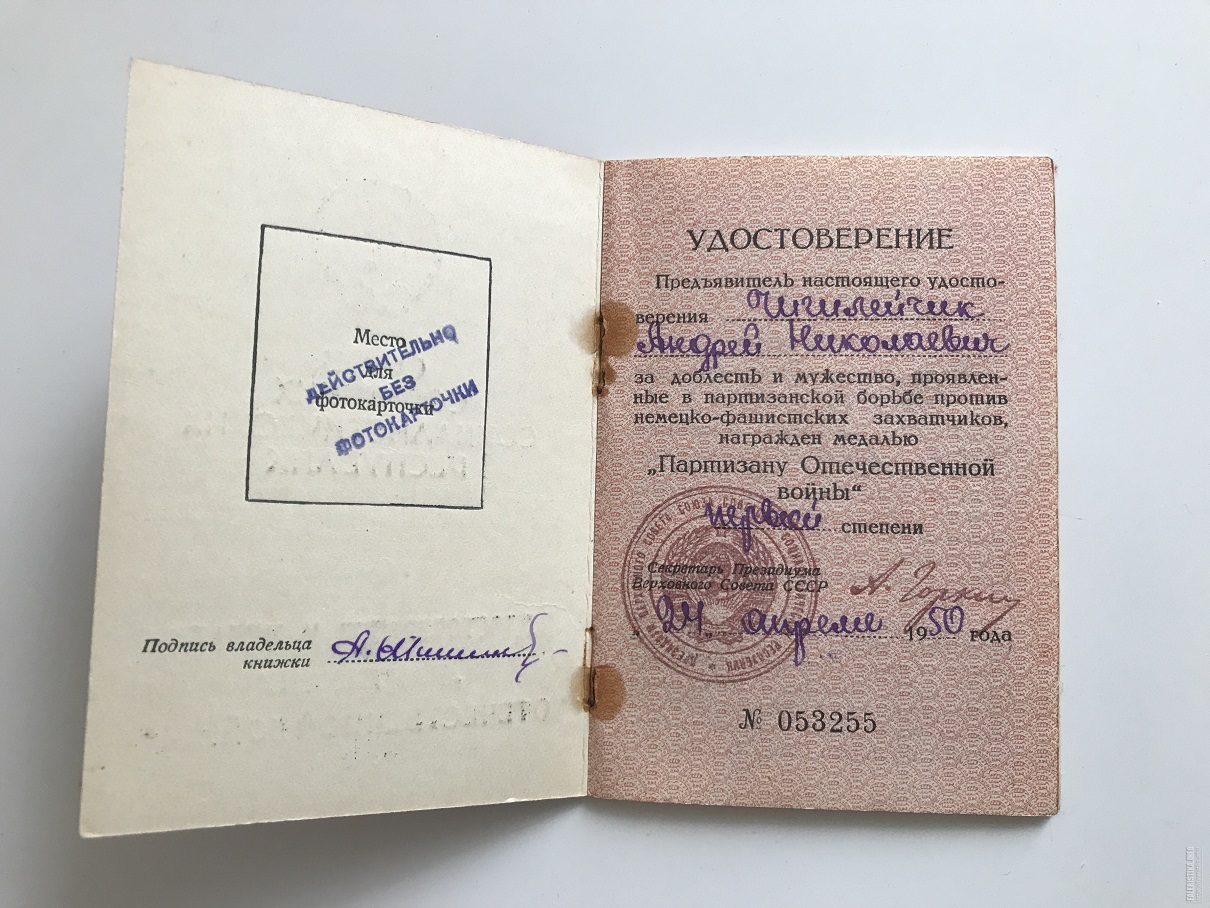 Место
для
фотокарточки
ДЕЙСТВИТЕЛЬНО
БЕЗ
ФОТОКАРТОЧКИ
Подпись владельца
книжки
УДОСТОВЕРЕНИЕ
Предъявитель настоящего удосто-
верения Чигилейчик
Андрей Николаевич
за доблесть и мужество, проявлен-
ные в партизанской борьбе против
немецко-фашистских захватчиков,
награжден медалью
„Партизану Отечественной
войны“
первой степени
Секретарь Президиума
Верховного Совета СССР А. Горкин
„24„ апреля 1950 года
№ 053255